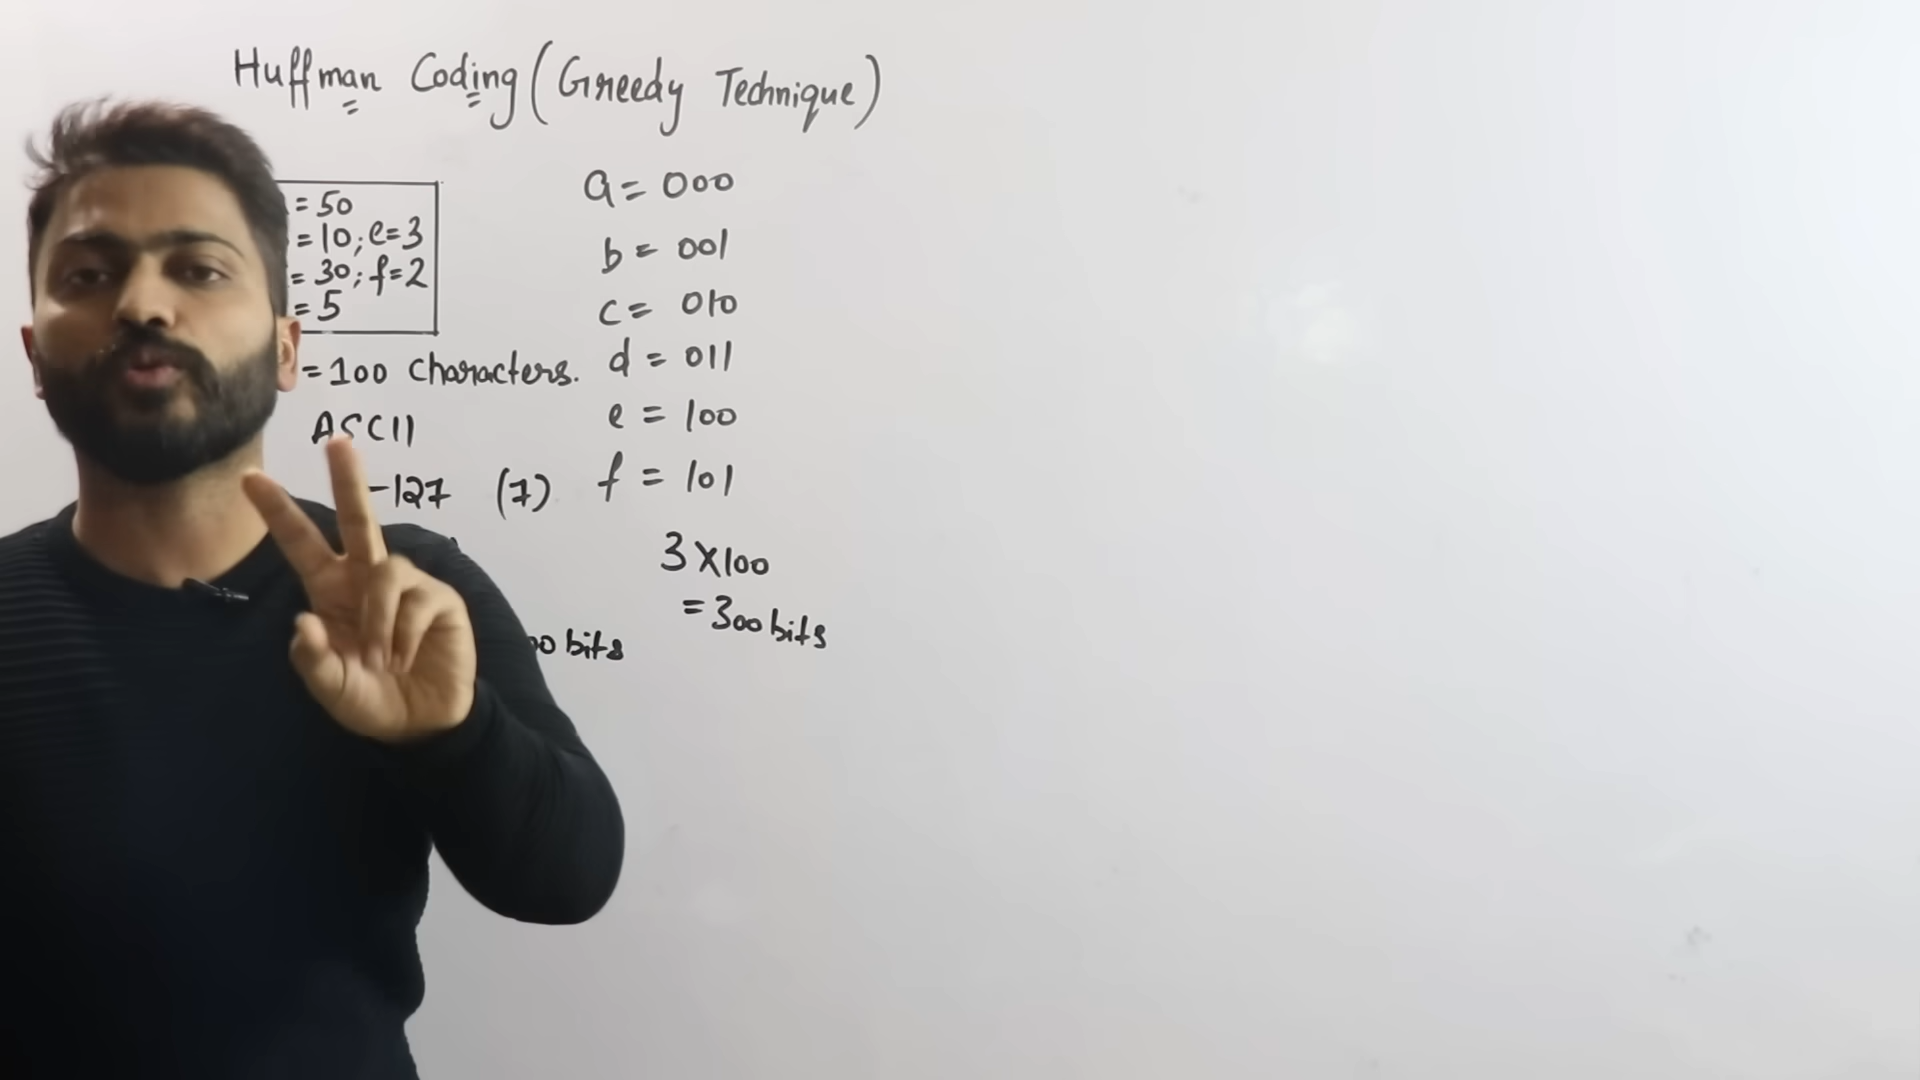 Huffman Coding (Greedy Technique)
= 50
= 10; e=3
= 30; f=2
= 5
= 100 characters.
ASCII
-127 (7)
00 bits
a = 000
b = 001
c = 010
d = 011
e = 100
f = 101
3 X 100
= 300 bits